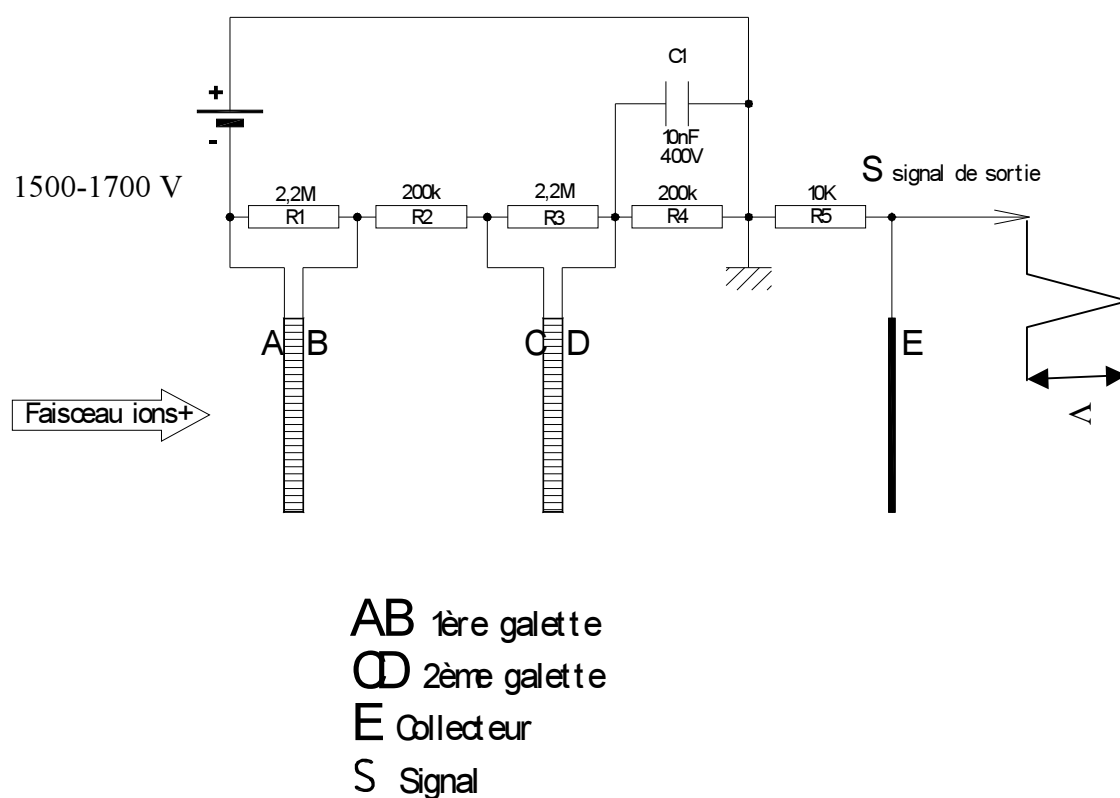 C1
+
10nF
400V
-
1500-1700 V
S signal de sortie
2,2M
200k
2,2M
200k
10K
R1
R2
R3
R4
R5
A B
C D
E
Faisceau ions+
V
AB 1ère galette
CD 2ème galette
E Collecteur
S Signal